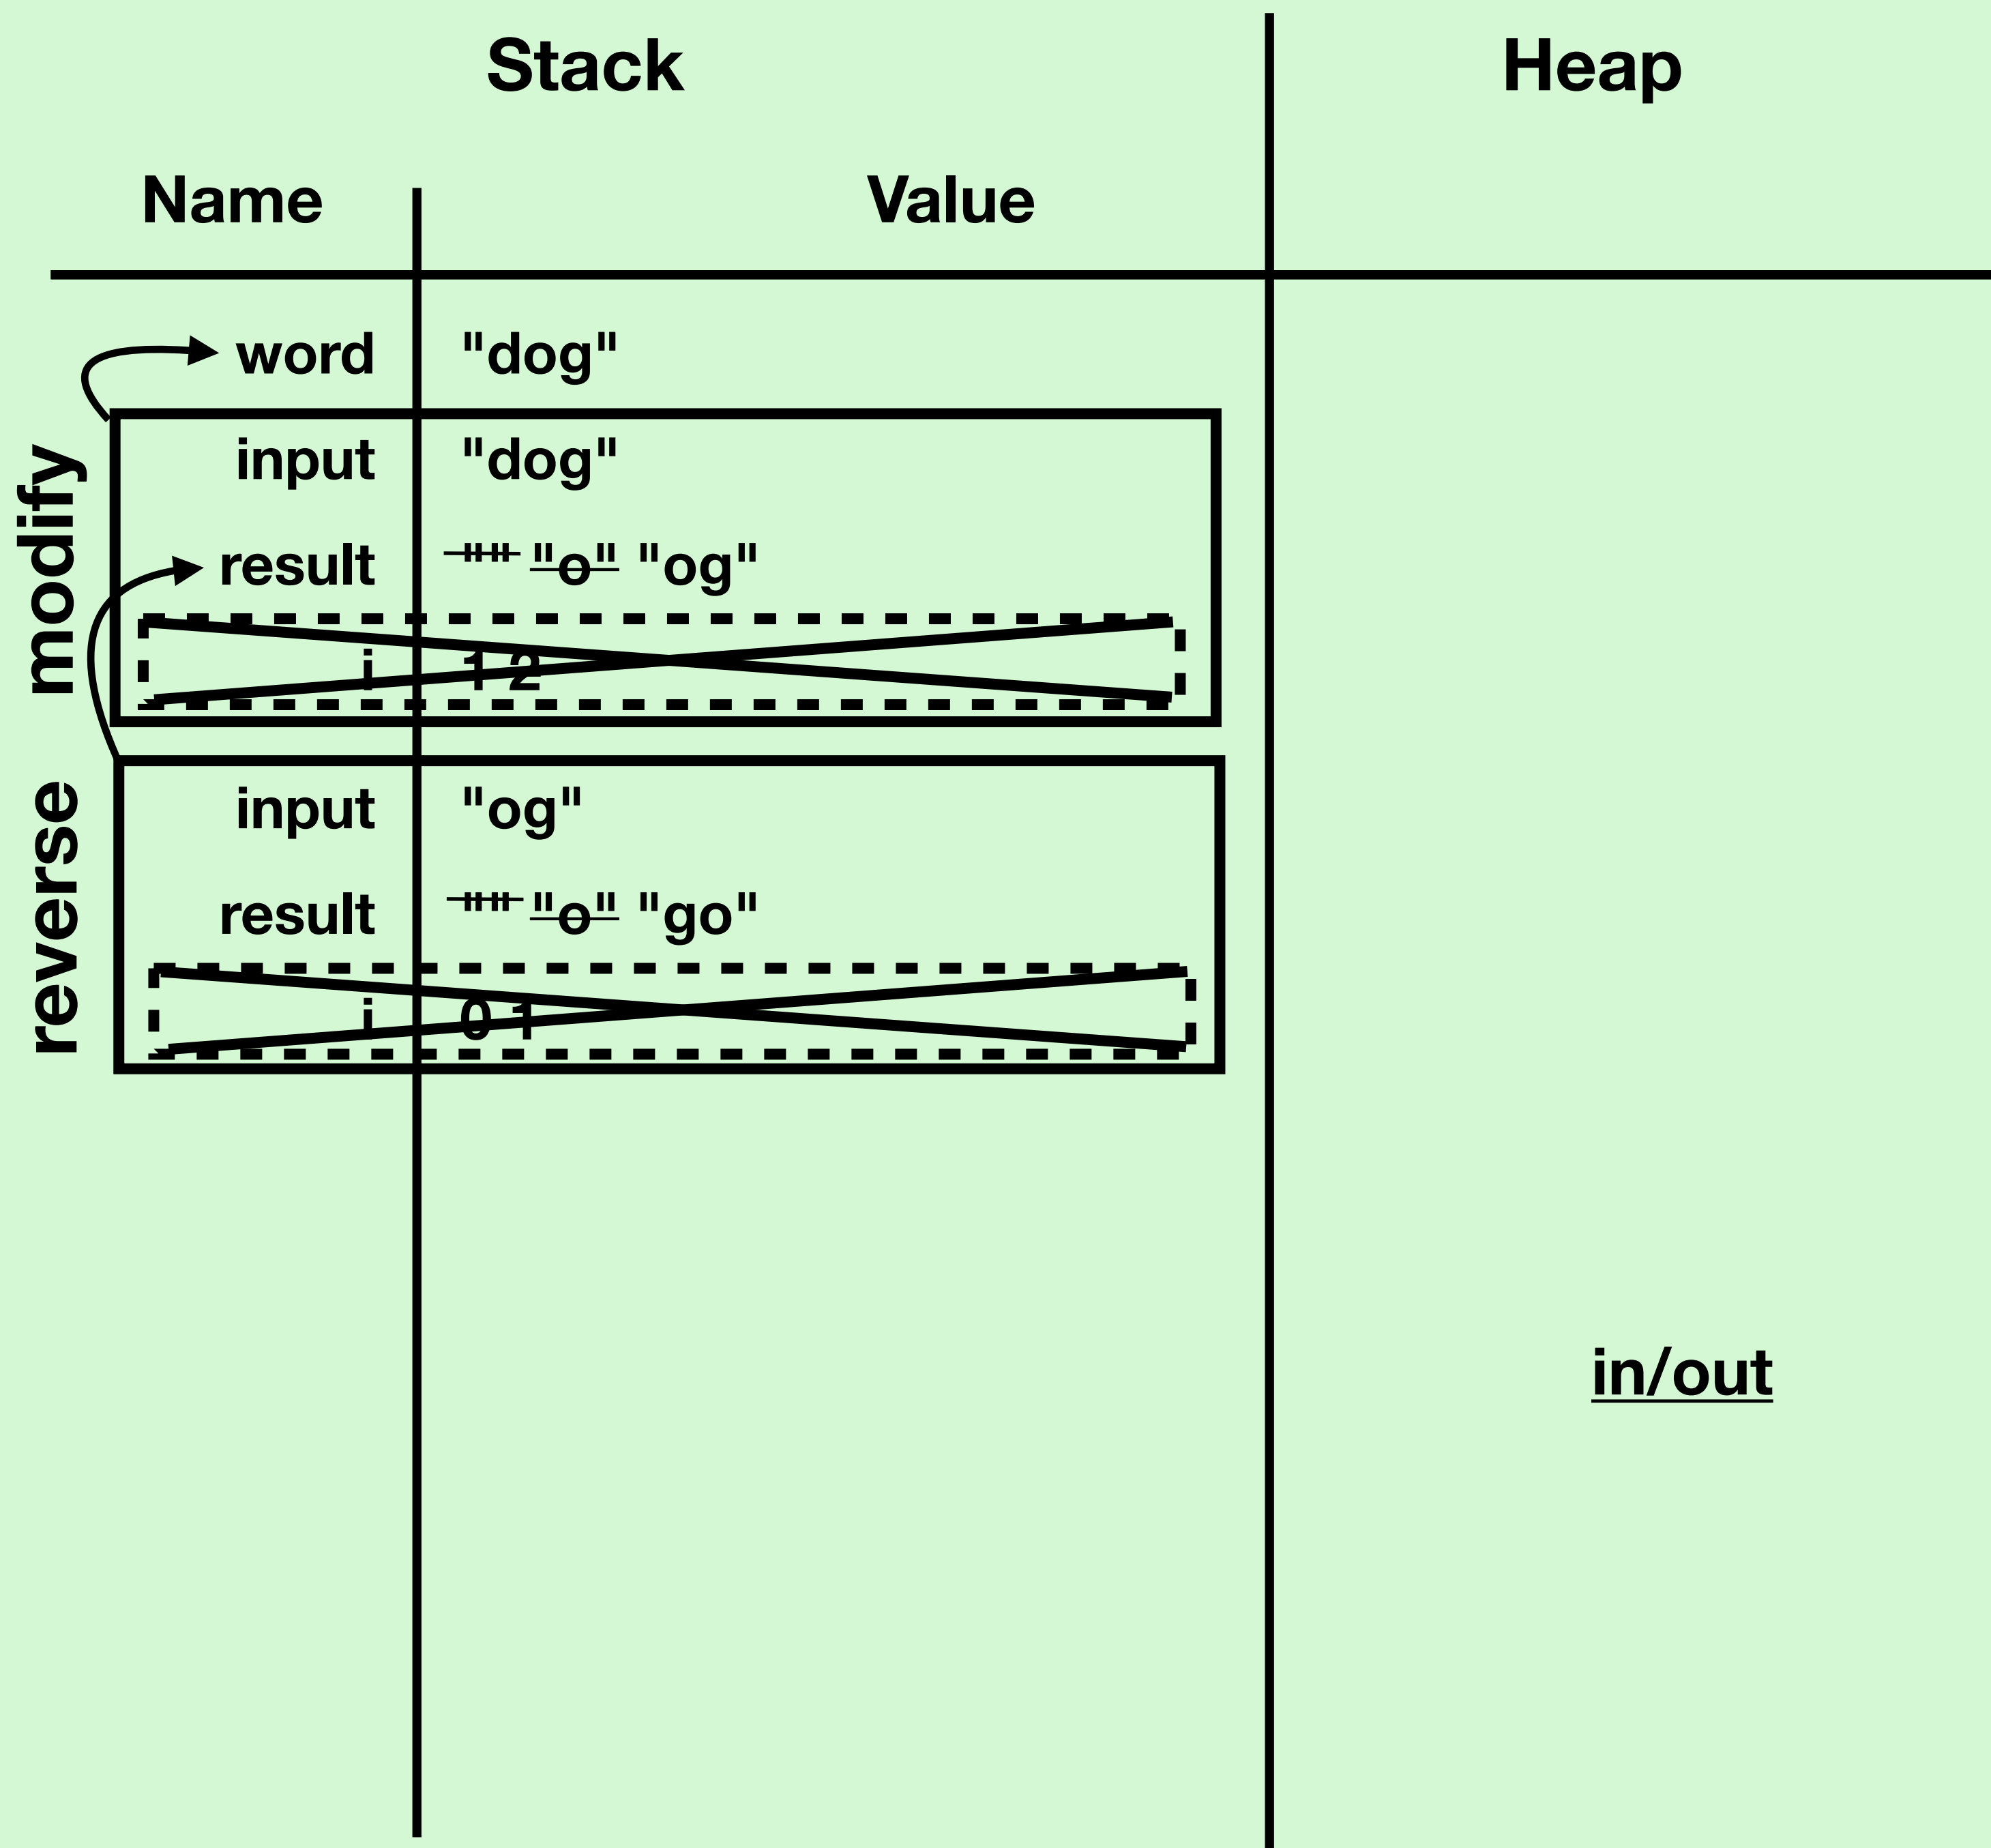 Stack Heap
Name Value
word "dog"
modify
input "dog"
result "" "o" "og"
i 1 2
reverse
input "og"
result "" "o" "go"
i 0 1
in/out